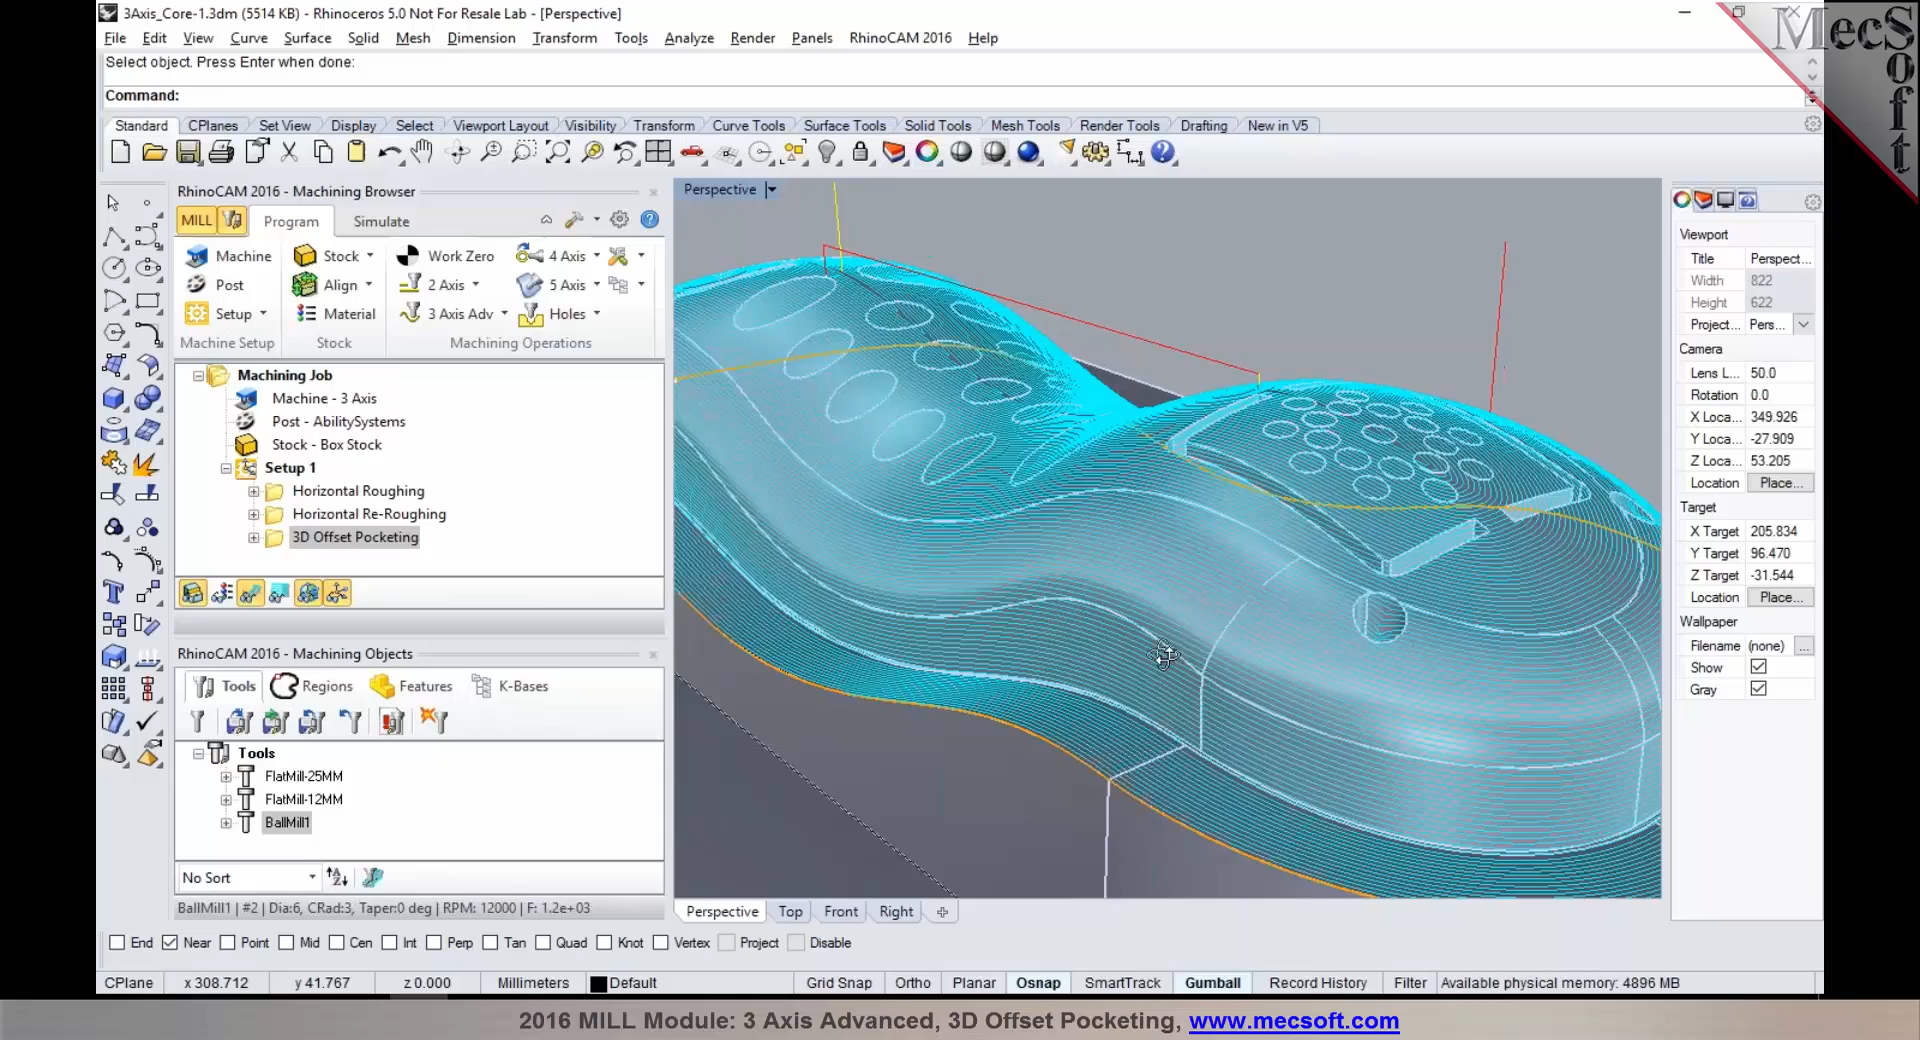 3Axis_Core-1.3dm (5514 KB) - Rhinoceros 5.0 Not For Resale Lab - [Perspective]
MecSoft
File Edit View Curve Surface Solid Mesh Dimension Transform Tools Analyze Render Panels RhinoCAM 2016 Help
Select object. Press Enter when done:
Command:
Standard CPlanes Set View Display Select Viewport Layout Visibility Transform Curve Tools Surface Tools Solid Tools Mesh Tools Render Tools Drafting New in V5
RhinoCAM 2016 - Machining Browser
MILL Program Simulate
Machine Stock Work Zero 4 Axis
Post Align 2 Axis 5 Axis
Setup Material 3 Axis Adv Holes
Machine Setup Stock Machining Operations
Machining Job
Machine - 3 Axis
Post - AbilitySystems
Stock - Box Stock
Setup 1
Horizontal Roughing
Horizontal Re-Roughing
3D Offset Pocketing
RhinoCAM 2016 - Machining Objects
Tools Regions Features K-Bases
Tools
FlatMill-25MM
FlatMill-12MM
BallMill1
No Sort
BallMill1 | #2 | Dia:6, CRad:3, Taper:0 deg | RPM: 12000 | F: 1.2e+03
Perspective
Perspective Top Front Right
Viewport
Title Perspect...
Width 822
Height 622
Project... Pers...
Camera
Lens L... 50.0
Rotation 0.0
X Loca... 349.926
Y Loca... -27.909
Z Loca... 53.205
Location Place...
Target
X Target 205.834
Y Target 96.470
Z Target -31.544
Location Place...
Wallpaper
Filename (none) ...
Show
Gray
End Near Point Mid Cen Int Perp Tan Quad Knot Vertex Project Disable
CPlane x 308.712 y 41.767 z 0.000 Millimeters Default Grid Snap Ortho Planar Osnap SmartTrack Gumball Record History Filter Available physical memory: 4896 MB
2016 MILL Module: 3 Axis Advanced, 3D Offset Pocketing, www.mecsoft.com